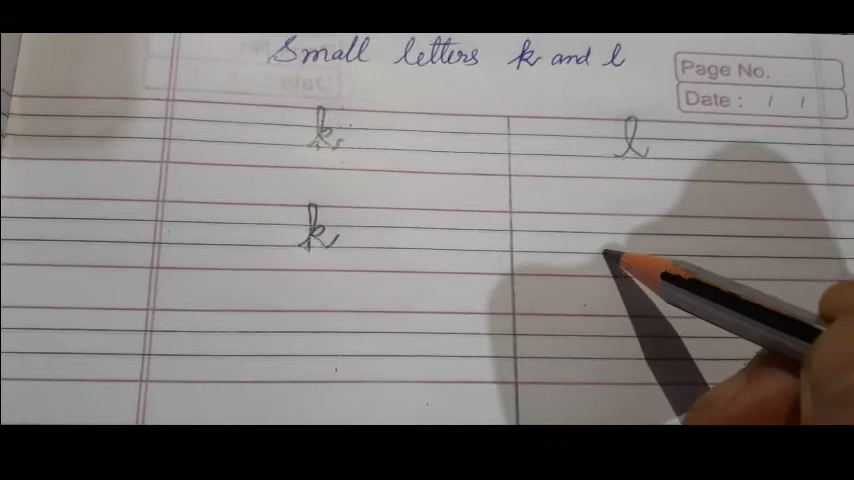 Small letters k and l
Page No.
Date : / /
k l
k